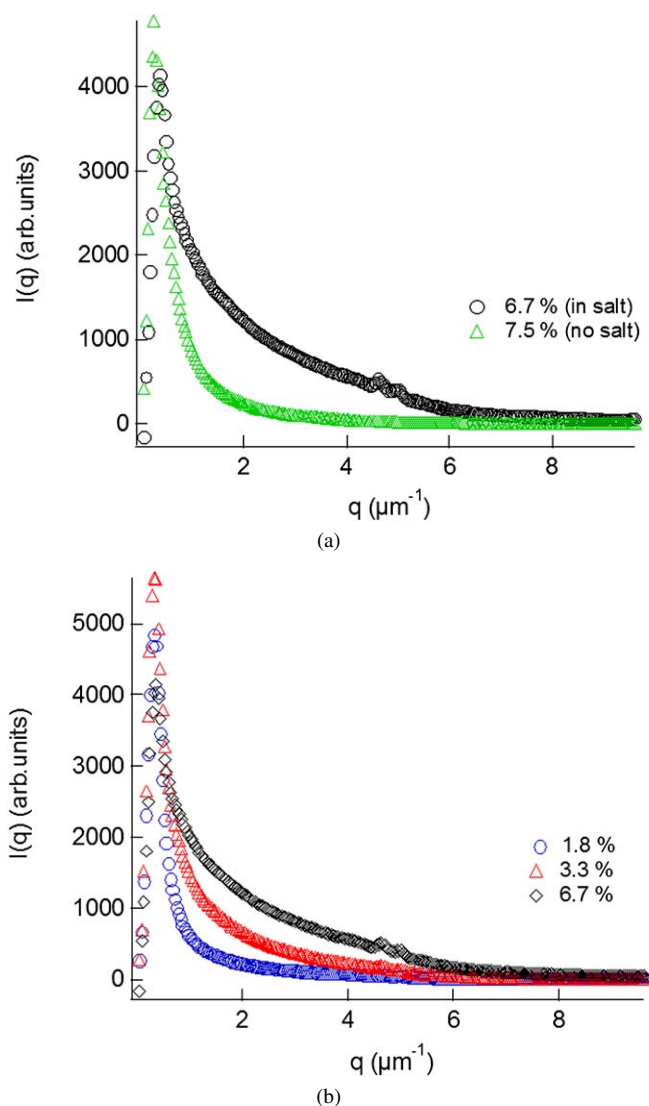 4000
3000
2000
1000
0
I(q) (arb.units)
6.7 % (in salt)
7.5 % (no salt)
2 4 6 8
q (µm⁻¹)
(a)
5000
4000
3000
2000
1000
0
I(q) (arb.units)
1.8 %
3.3 %
6.7 %
2 4 6 8
q (µm⁻¹)
(b)